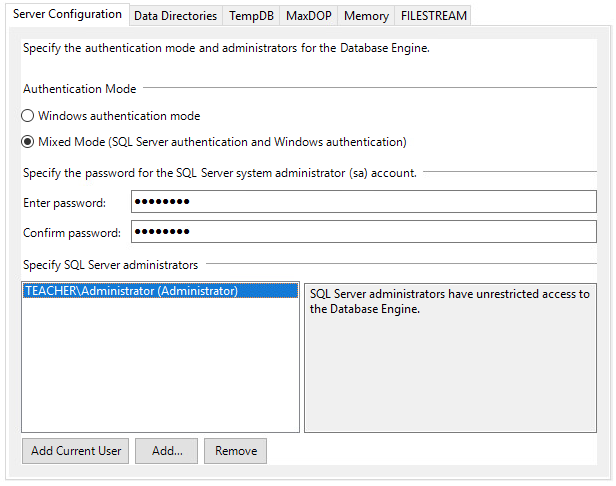 Server Configuration Data Directories TempDB MaxDOP Memory FILESTREAM
Specify the authentication mode and administrators for the Database Engine.
Authentication Mode
Windows authentication mode
Mixed Mode (SQL Server authentication and Windows authentication)
Specify the password for the SQL Server system administrator (sa) account.
Enter password: ●●●●●●●●
Confirm password: ●●●●●●●●
Specify SQL Server administrators
TEACHER\Administrator (Administrator)
SQL Server administrators have unrestricted access to
the Database Engine.
Add Current User Add... Remove